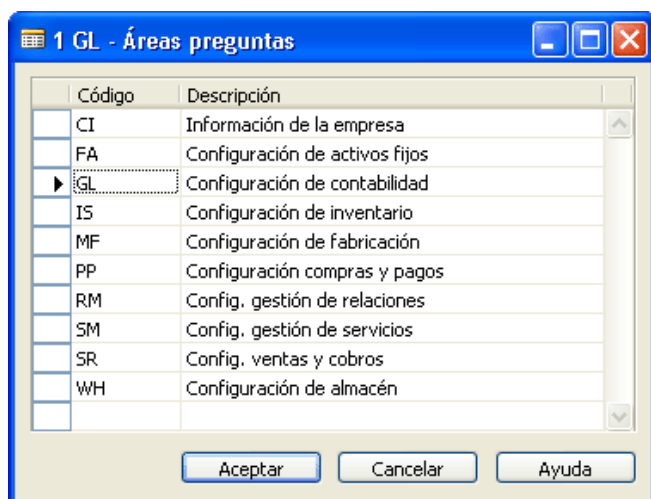 1 GL - Áreas preguntas
Código Descripción
CI Información de la empresa
FA Configuración de activos fijos
GL Configuración de contabilidad
IS Configuración de inventario
MF Configuración de fabricación
PP Configuración compras y pagos
RM Config. gestión de relaciones
SM Config. gestión de servicios
SR Config. ventas y cobros
WH Configuración de almacén
Aceptar Cancelar Ayuda